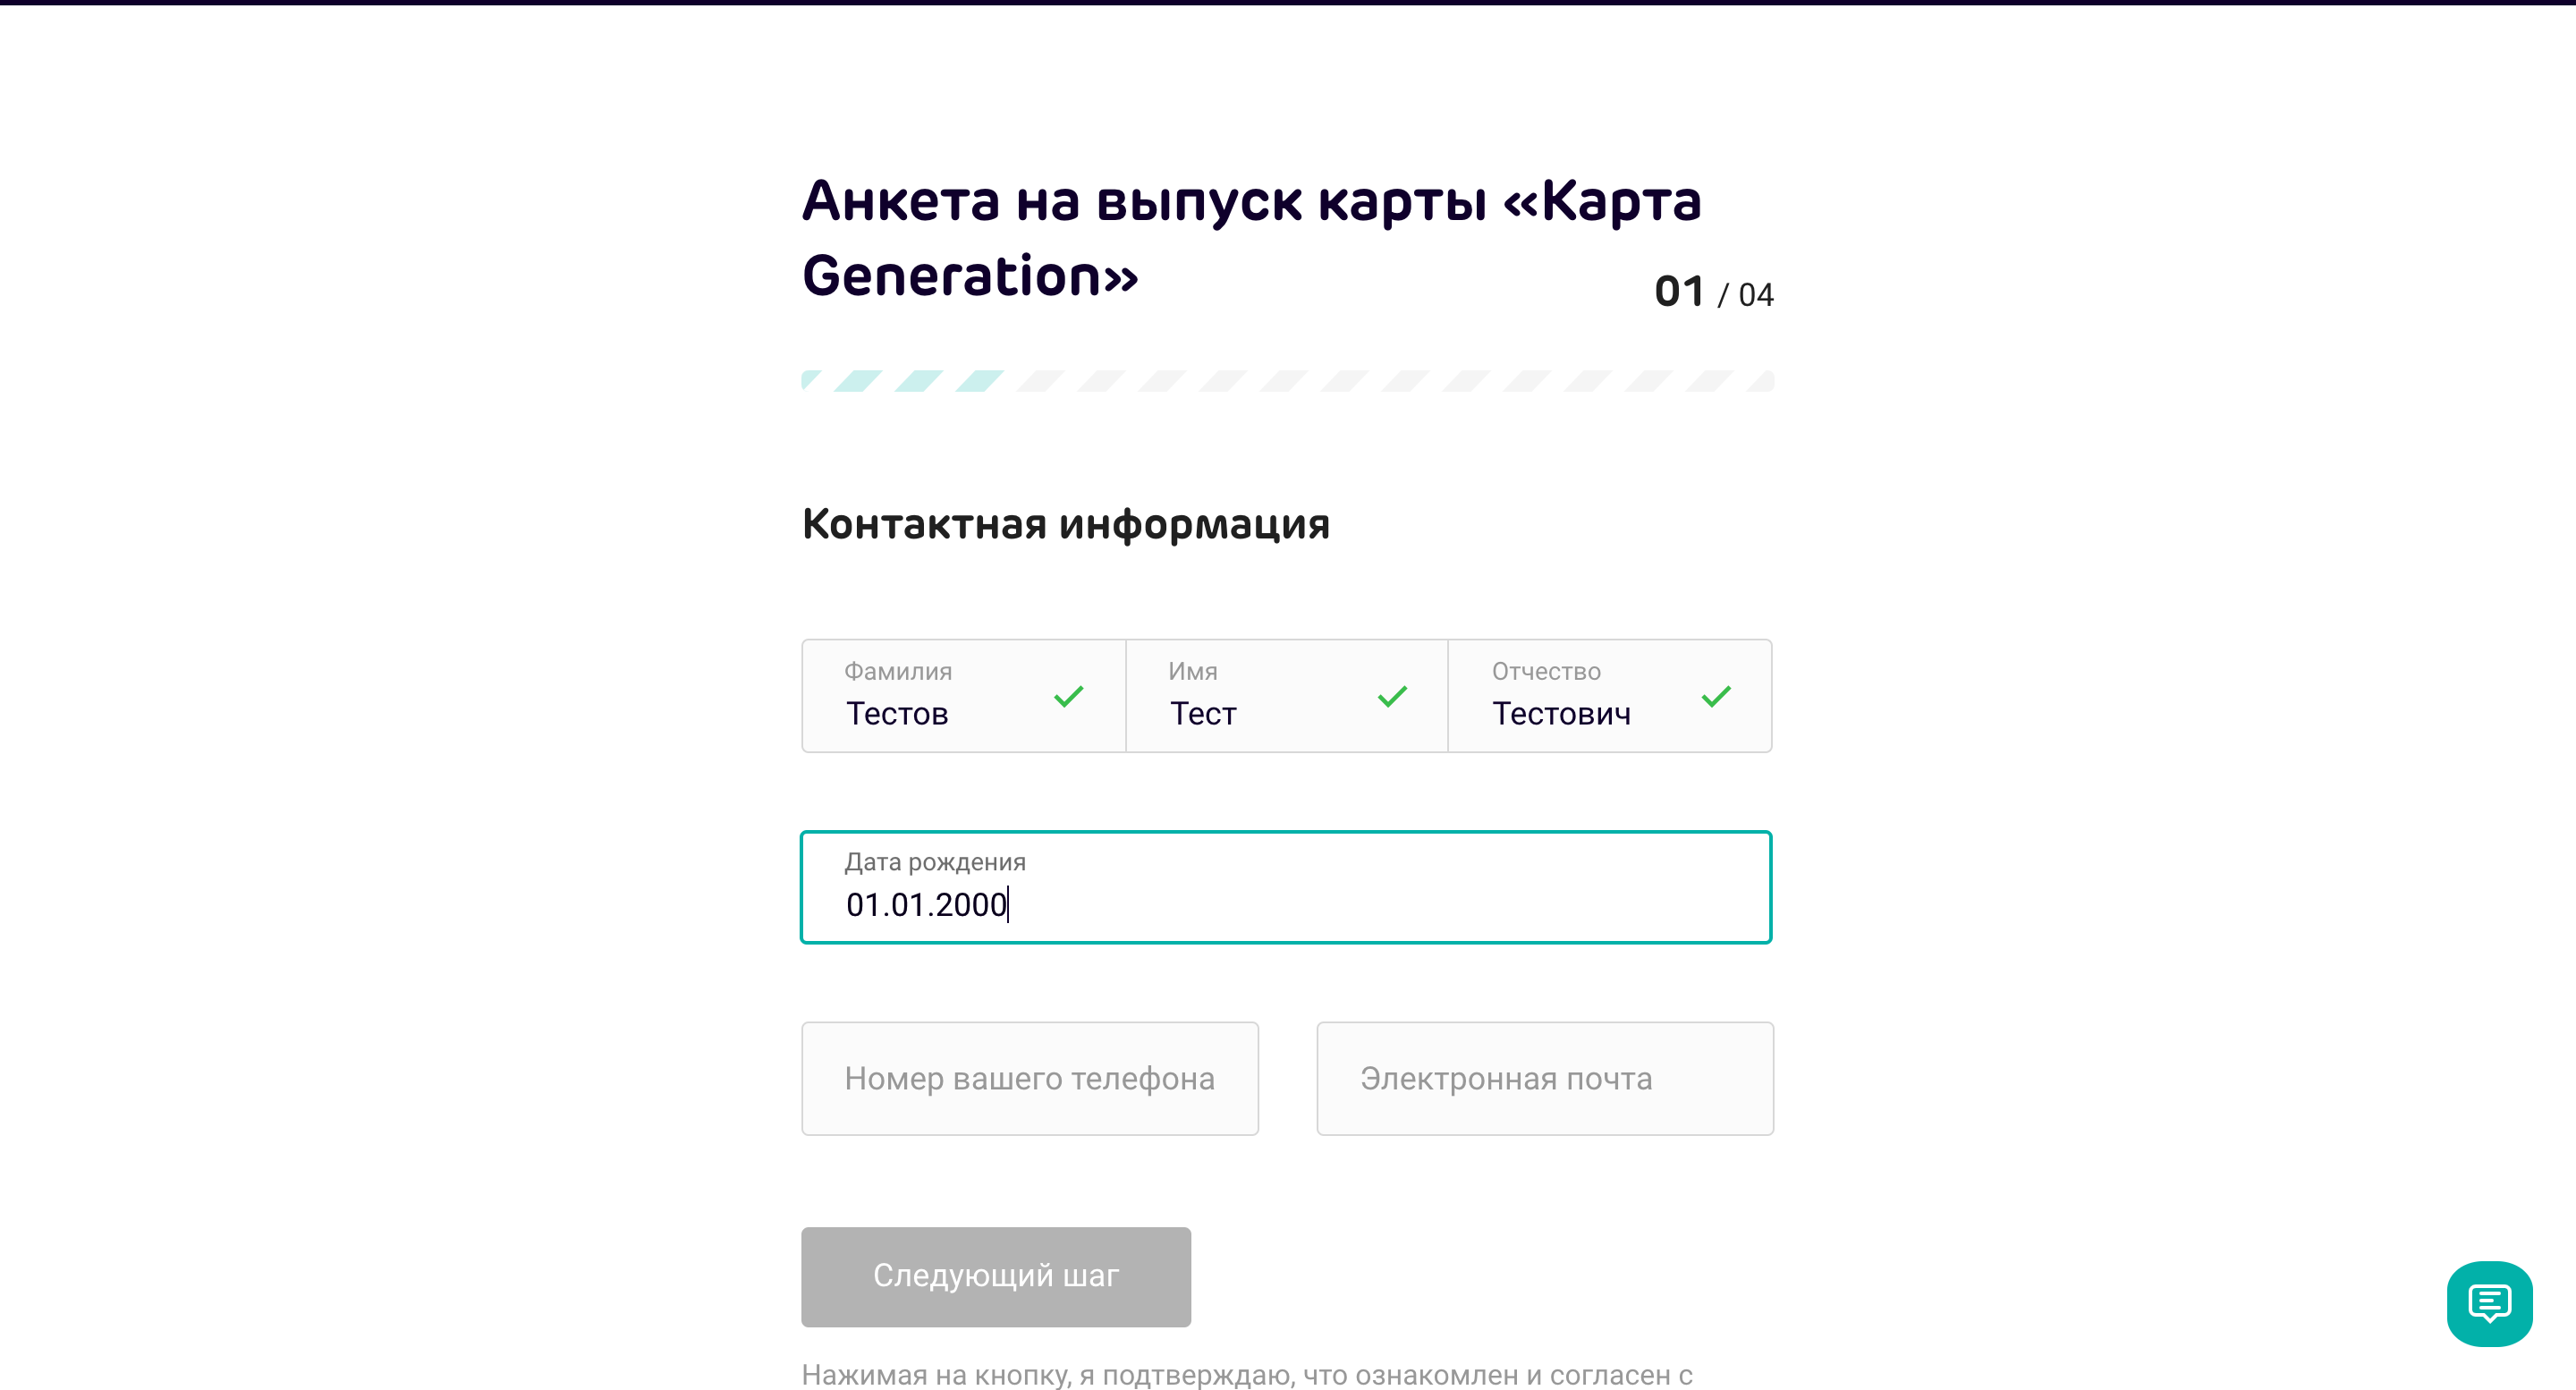 Анкета на выпуск карты «Карта
Generation»
01 / 04
Контактная информация
Фамилия
Тестов
Имя
Тест
Отчество
Тестович
Дата рождения
01.01.2000
Номер вашего телефона
Электронная почта
Следующий шаг
Нажимая на кнопку, я подтверждаю, что ознакомлен и согласен с